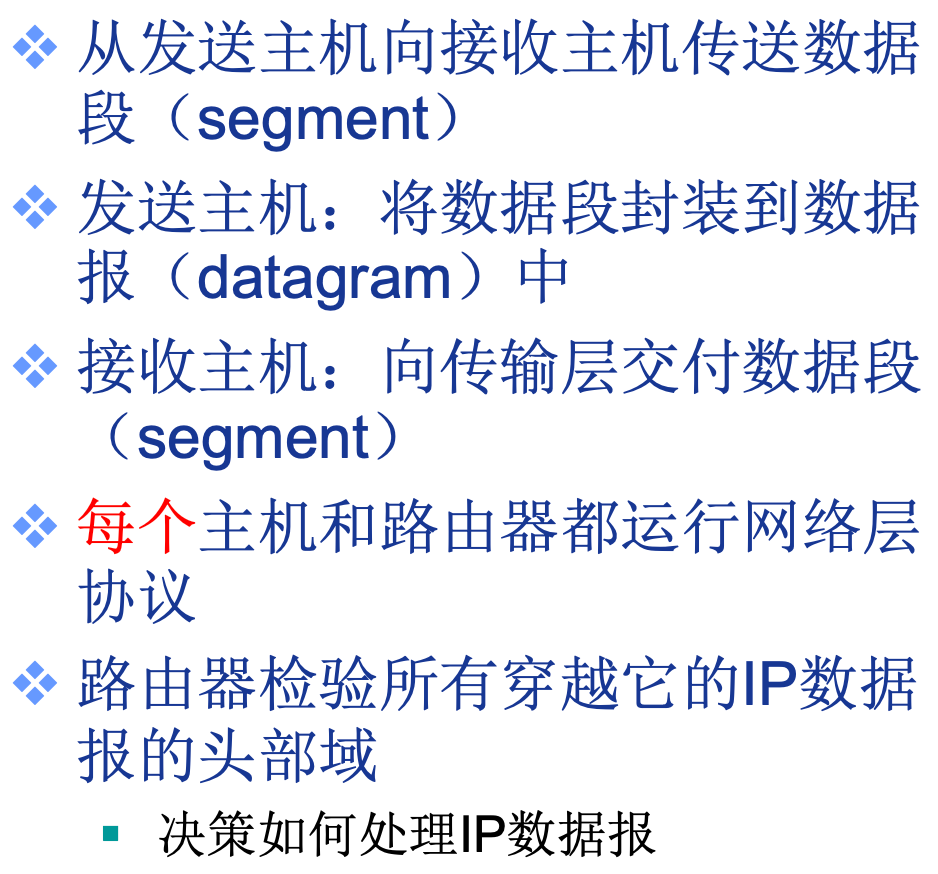 从发送主机向接收主机传送数据
段（segment）
发送主机：将数据段封装到数据
报（datagram）中
接收主机：向传输层交付数据段
（segment）
每个主机和路由器都运行网络层
协议
路由器检验所有穿越它的IP数据
报的头部域
决策如何处理IP数据报